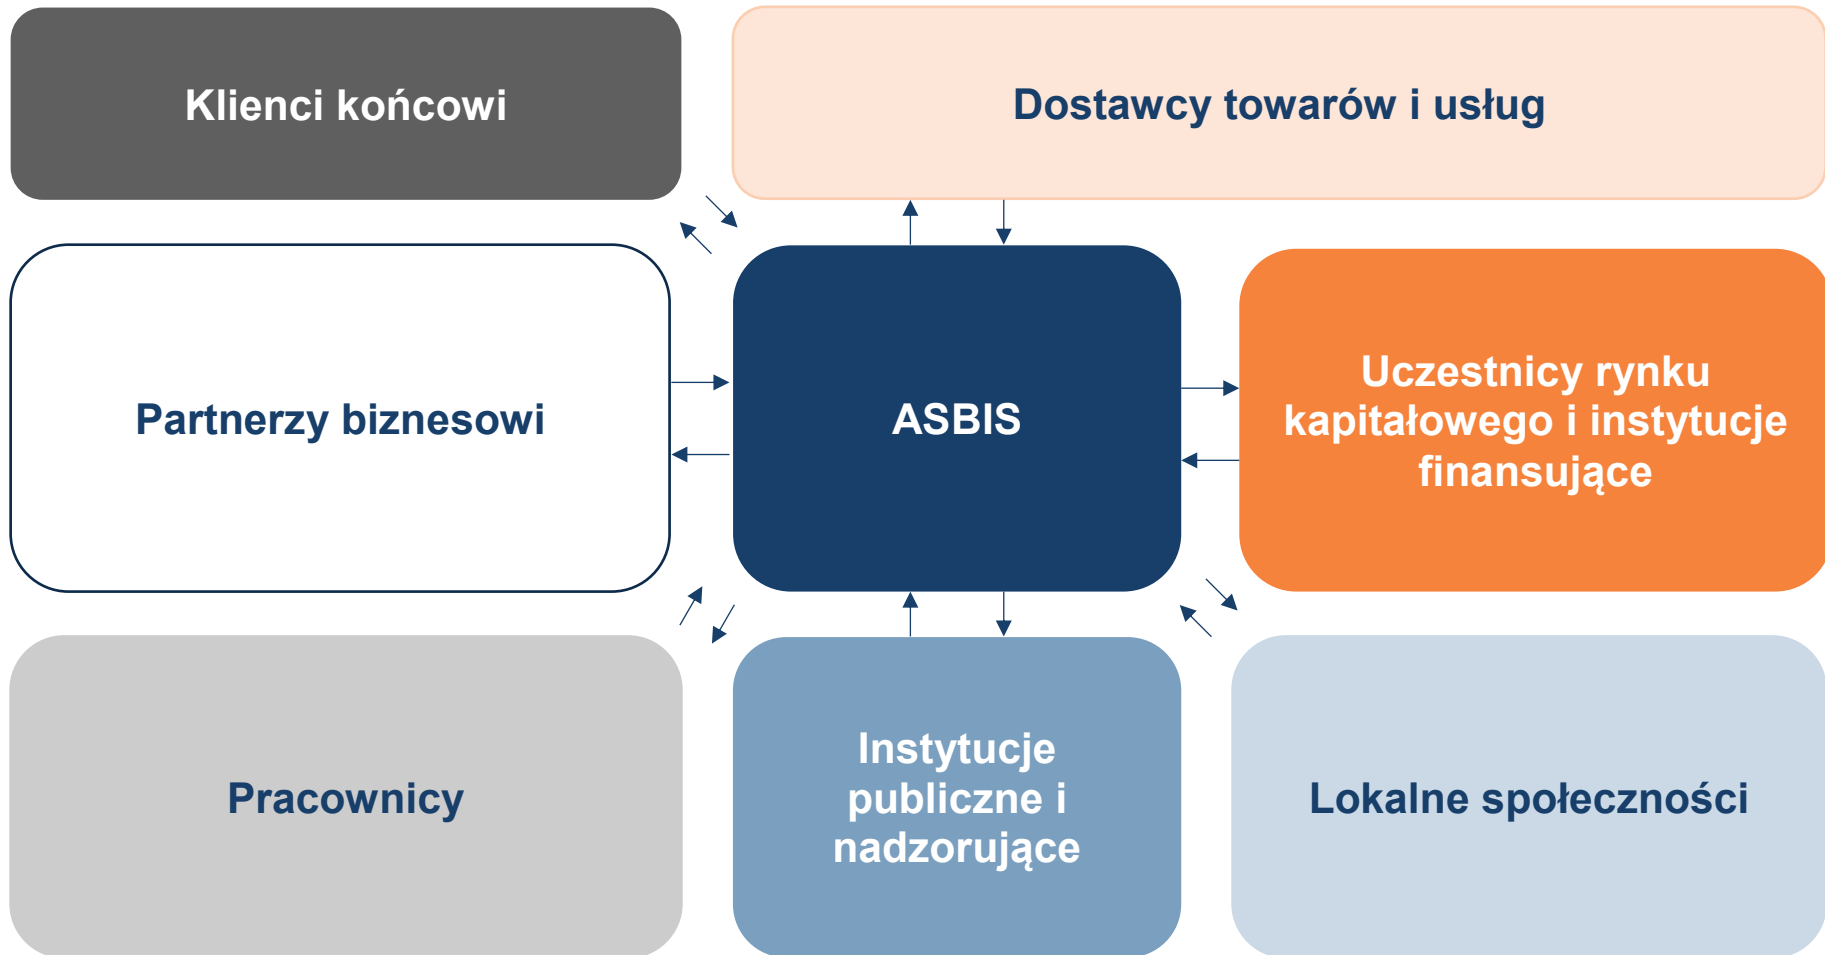 Klienci końcowi
Dostawcy towarów i usług
Partnerzy biznesowi
ASBIS
Uczestnicy rynku
kapitałowego i instytucje
finansujące
Pracownicy
Instytucje
publiczne i
nadzorujące
Lokalne społeczności